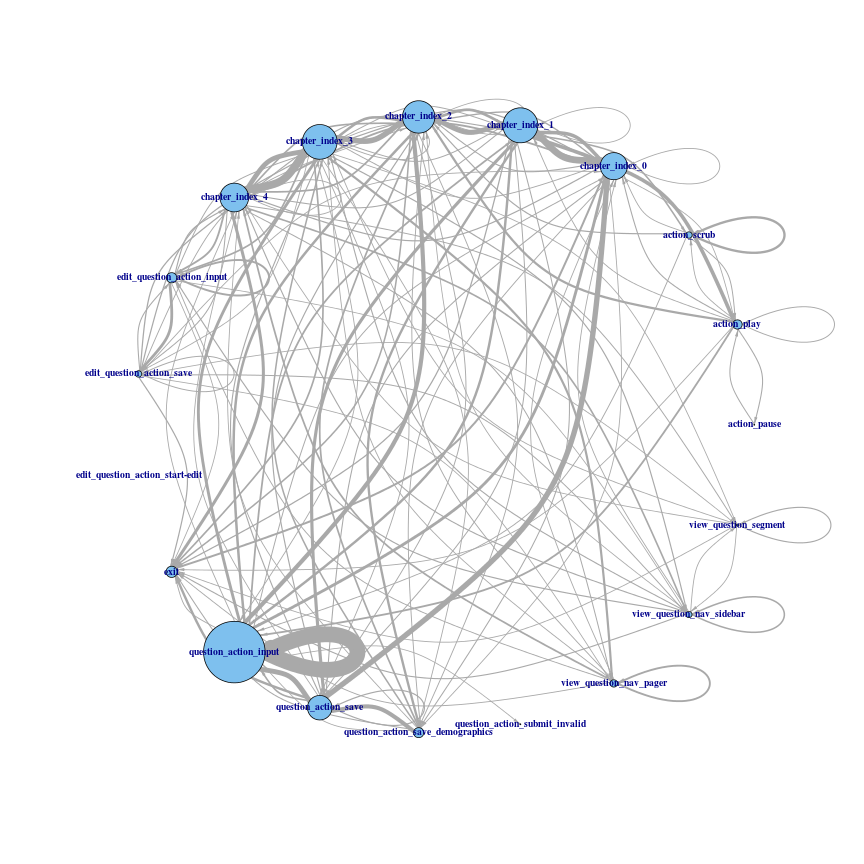 chapter_index_2
chapter_index_1
chapter_index_3
chapter_index_0
chapter_index_4
action_scrub
edit_question_action_input
action_play
edit_question_action_save
action_pause
edit_question_action_start-edit
view_question_segment
exit
view_question_nav_sidebar
question_action_input
view_question_nav_pager
question_action_save
question_action_submit_invalid
question_action_save_demographics